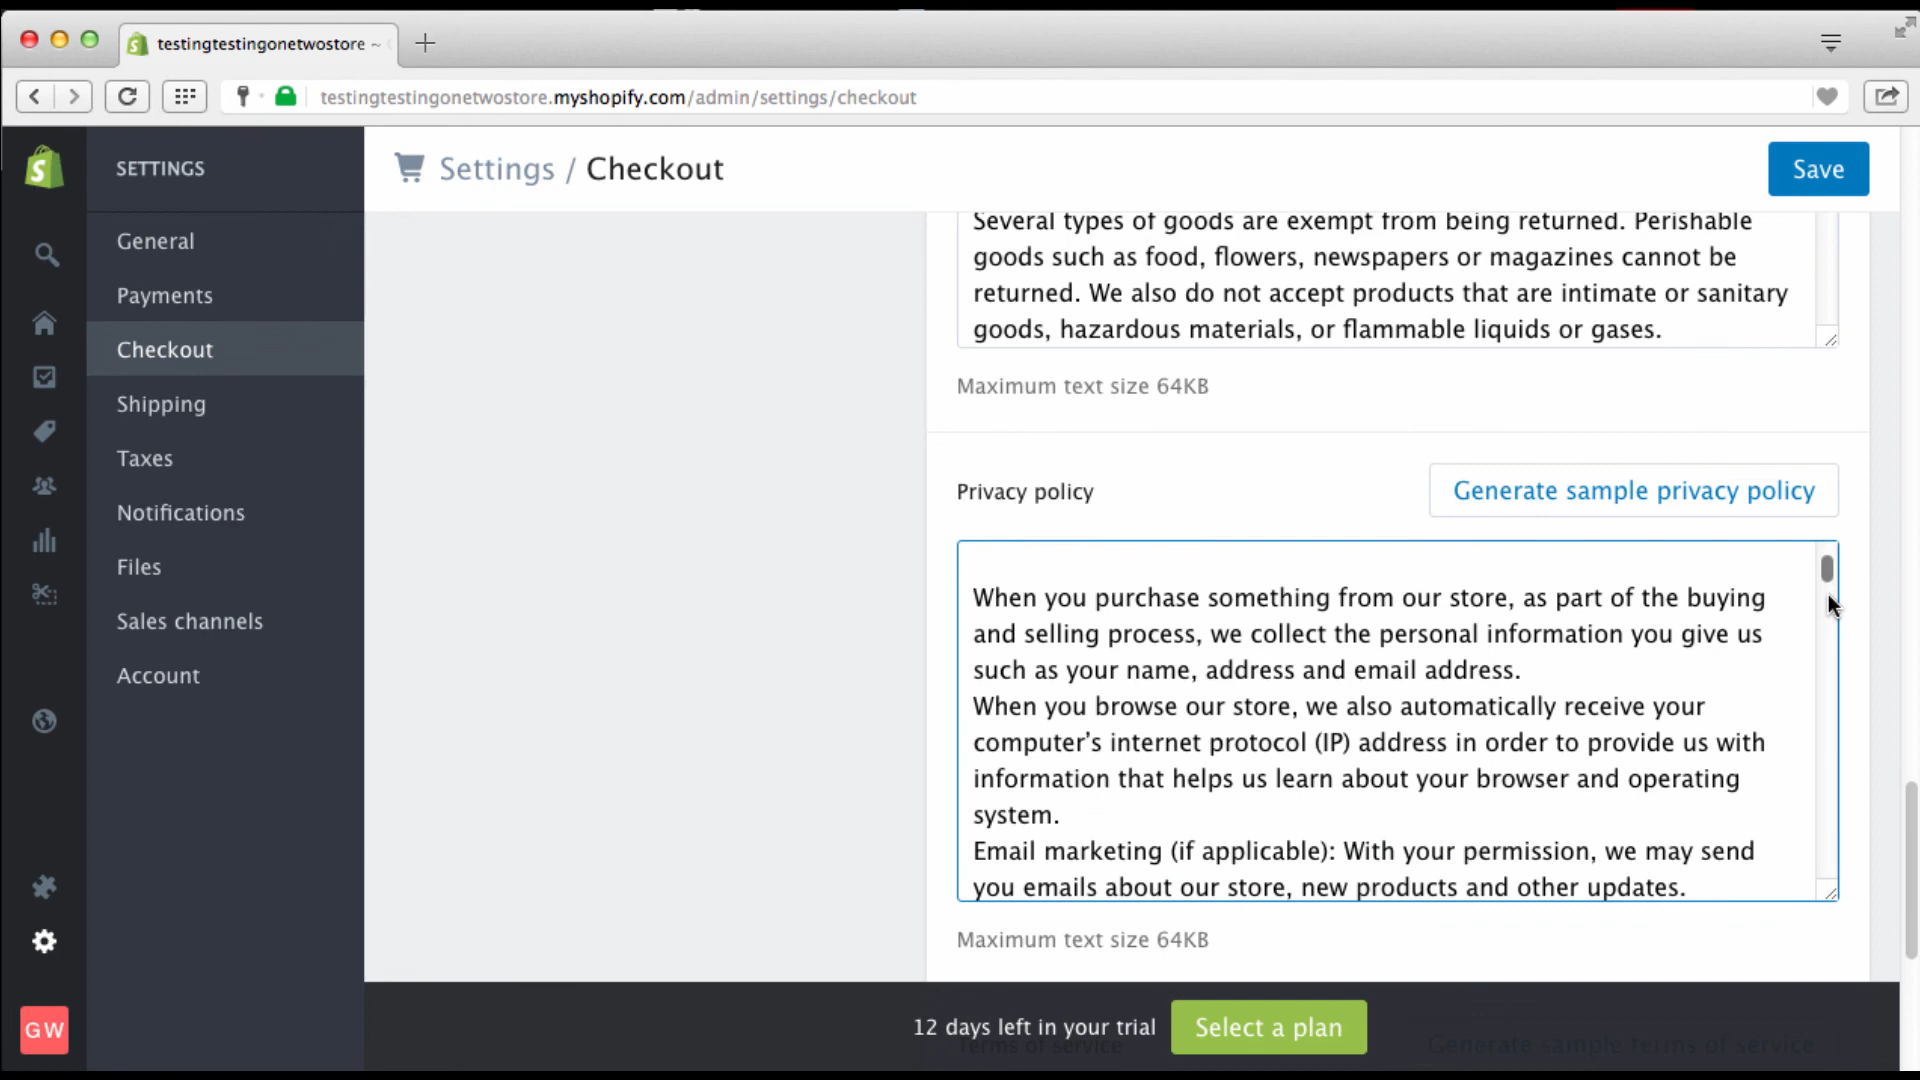 testingtestingonetwostore ~
testingtestingonetwostore.myshopify.com/admin/settings/checkout
SETTINGS
Settings / Checkout
Save
General
Payments
Checkout
Shipping
Taxes
Notifications
Files
Sales channels
Account
GW
Several types of goods are exempt from being returned. Perishable
goods such as food, flowers, newspapers or magazines cannot be
returned. We also do not accept products that are intimate or sanitary
goods, hazardous materials, or flammable liquids or gases.
Maximum text size 64KB
Privacy policy
Generate sample privacy policy
When you purchase something from our store, as part of the buying
and selling process, we collect the personal information you give us
such as your name, address and email address.
When you browse our store, we also automatically receive your
computer’s internet protocol (IP) address in order to provide us with
information that helps us learn about your browser and operating
system.
Email marketing (if applicable): With your permission, we may send
you emails about our store, new products and other updates.
Maximum text size 64KB
12 days left in your trial
Select a plan
Terms of service
Generate sample terms of service